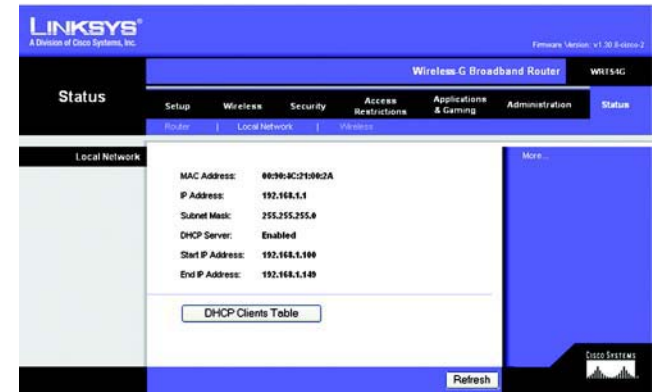 LINKSYS®
A Division of Cisco Systems, Inc.
Firmware Version: v1.30.8-cisco-2
Wireless-G Broadband Router WRT54G
Status
Setup Wireless Security Access Restrictions Applications & Gaming Administration Status
Router | Local Network | Wireless
Local Network
More...
MAC Address: 00:90:4C:21:00:2A
IP Address: 192.168.1.1
Subnet Mask: 255.255.255.0
DHCP Server: Enabled
Start IP Address: 192.168.1.100
End IP Address: 192.168.1.149
DHCP Clients Table
Refresh
CISCO SYSTEMS